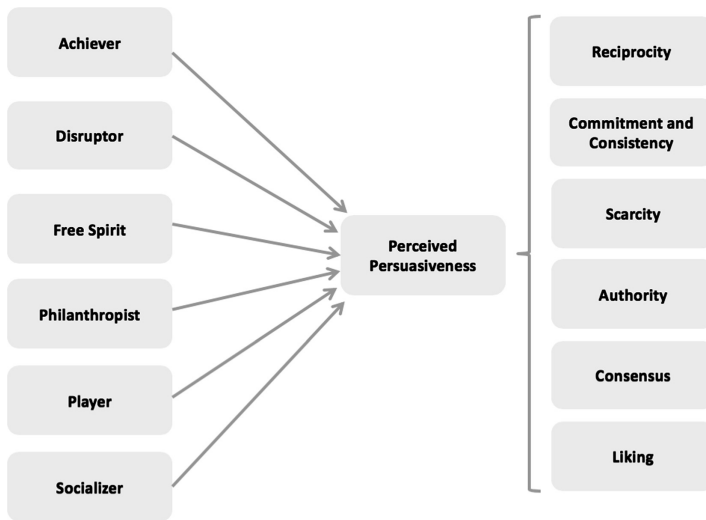 Achiever
Disruptor
Free Spirit
Philanthropist
Player
Socializer
Perceived
Persuasiveness
Reciprocity
Commitment and
Consistency
Scarcity
Authority
Consensus
Liking